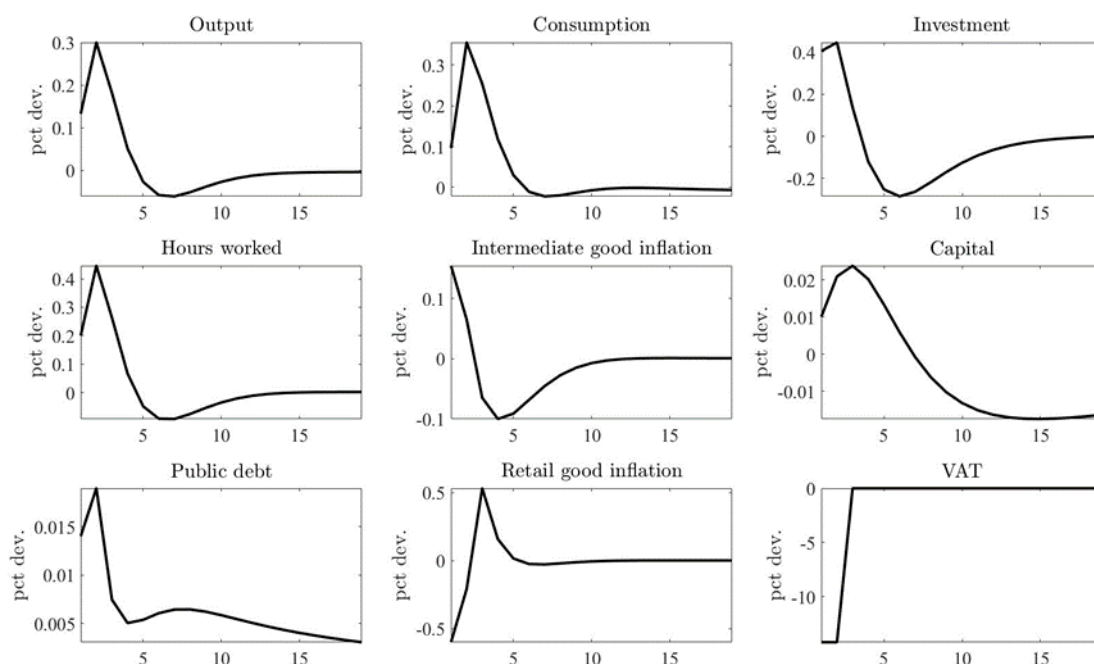 Output
pct dev.
0.3
0.2
0.1
0
5 10 15
Consumption
pct dev.
0.3
0.2
0.1
0
5 10 15
Investment
pct dev.
0.4
0.2
0
-0.2
5 10 15
Hours worked
pct dev.
0.4
0.3
0.2
0.1
0
5 10 15
Intermediate good inflation
pct dev.
0.1
0
-0.1
5 10 15
Capital
pct dev.
0.02
0.01
0
-0.01
5 10 15
Public debt
pct dev.
0.015
0.01
0.005
5 10 15
Retail good inflation
pct dev.
0.5
0
-0.5
5 10 15
VAT
pct dev.
0
-5
-10
5 10 15